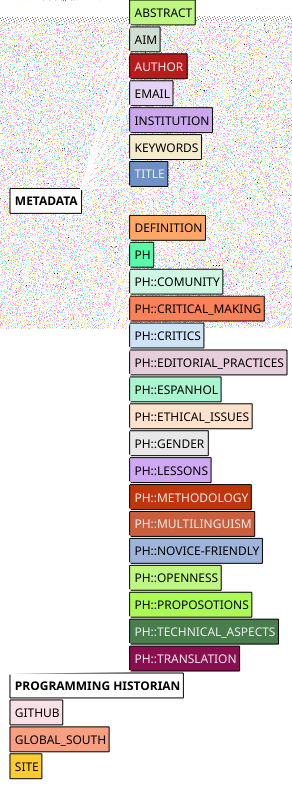 ABSTRACT
AIM
AUTHOR
EMAIL
INSTITUTION
KEYWORDS
TITLE
METADATA
DEFINITION
PH
PH::COMUNITY
PH::CRITICAL_MAKING
PH::CRITICS
PH::EDITORIAL_PRACTICES
PH::ESPANHOL
PH::ETHICAL_ISSUES
PH::GENDER
PH::LESSONS
PH::METHODOLOGY
PH::MULTILINGUISM
PH::NOVICE-FRIENDLY
PH::OPENNESS
PH::PROPOSOTIONS
PH::TECHNICAL_ASPECTS
PH::TRANSLATION
PROGRAMMING HISTORIAN
GITHUB
GLOBAL_SOUTH
SITE